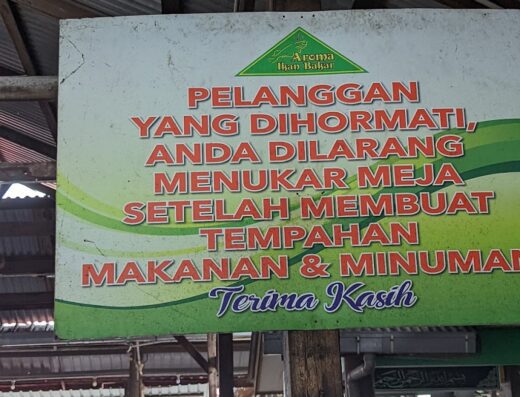 Aroma
Ikan Bakar
PELANGGAN
YANG DIHORMATI,
ANDA DILARANG
MENUKAR MEJA
SETELAH MEMBUAT
TEMPAHAN
MAKANAN & MINUMAN
Terima Kasih